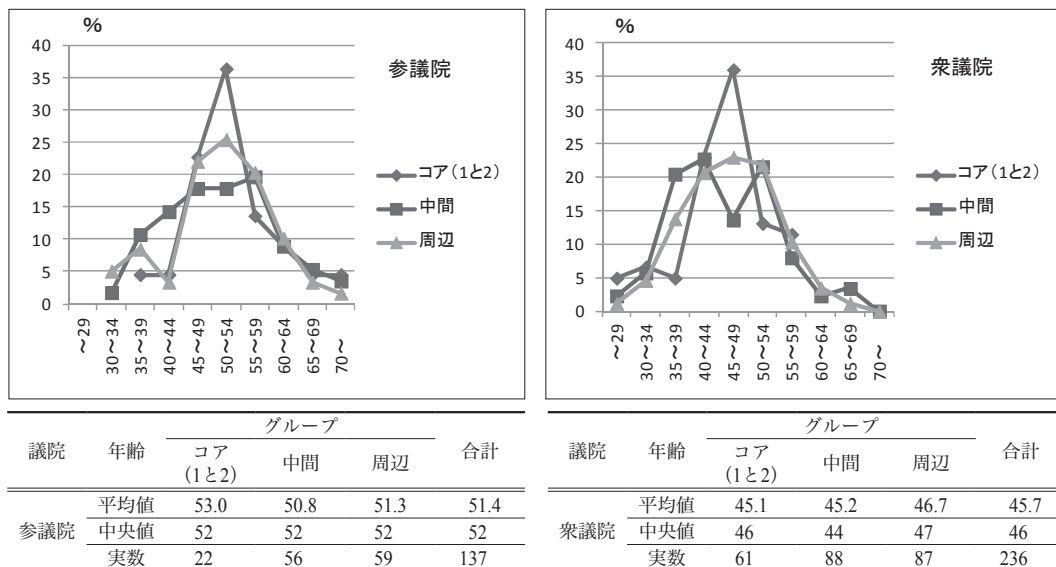 %
参議院
40
35
30
25
20
15
10
5
0
コア(1と2)
中間
周辺
～29
30～34
35～39
40～44
45～49
50～54
55～59
60～64
65～69
70～
%
衆議院
40
35
30
25
20
15
10
5
0
コア(1と2)
中間
周辺
～29
30～34
35～39
40～44
45～49
50～54
55～59
60～64
65～69
70～
グループ
議院 年齢 コア 中間 周辺 合計
(1と2)
平均値 53.0 50.8 51.3 51.4
参議院 中央値 52 52 52 52
実数 22 56 59 137
グループ
議院 年齢 コア 中間 周辺 合計
(1と2)
平均値 45.1 45.2 46.7 45.7
衆議院 中央値 46 44 47 46
実数 61 88 87 236